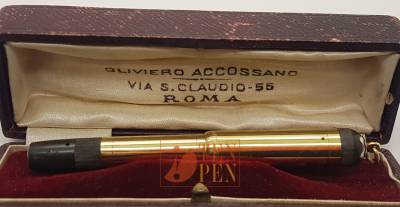 OLIVIERO ACCOSSANO
VIA S. CLAUDIO-55
ROMA
PEN
PEN